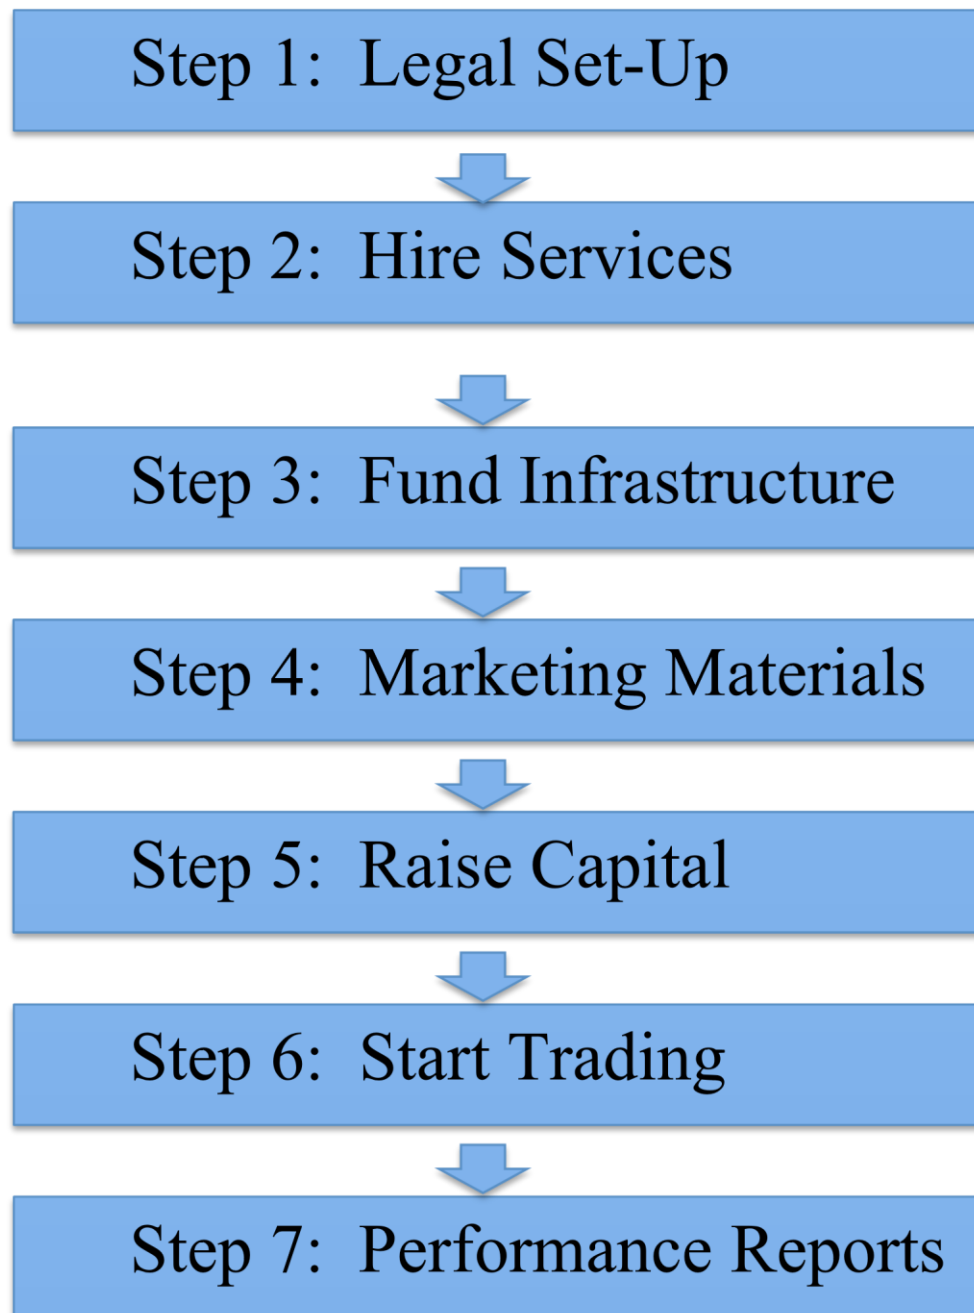 Step 1: Legal Set-Up
Step 2: Hire Services
Step 3: Fund Infrastructure
Step 4: Marketing Materials
Step 5: Raise Capital
Step 6: Start Trading
Step 7: Performance Reports